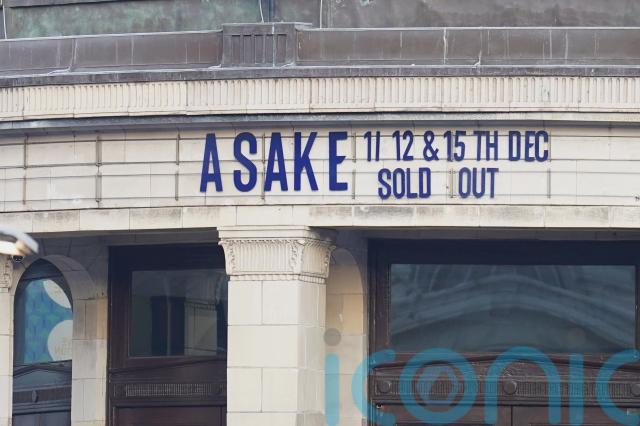 ASAKE 11 12 & 15 TH DEC
SOLD OUT
iconic